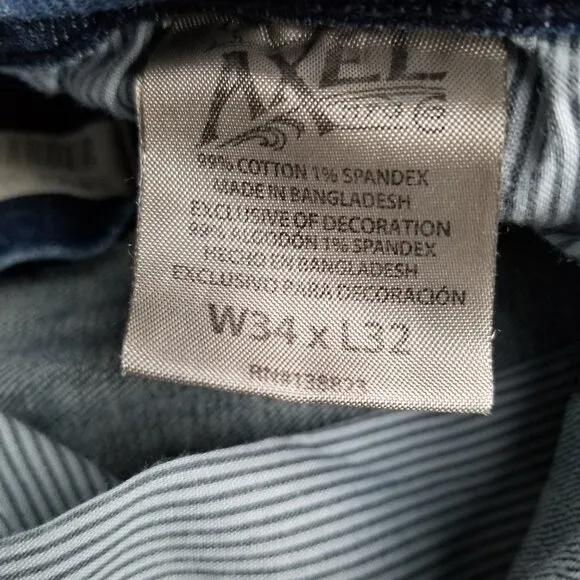 AXEL
99% COTTON 1% SPANDEX
MADE IN BANGLADESH
EXCLUSIVE OF DECORATION
99% ALGODÓN 1% SPANDEX
HECHO EN BANGLADESH
EXCLUSIVO PARA DECORACIÓN
W34 x L32